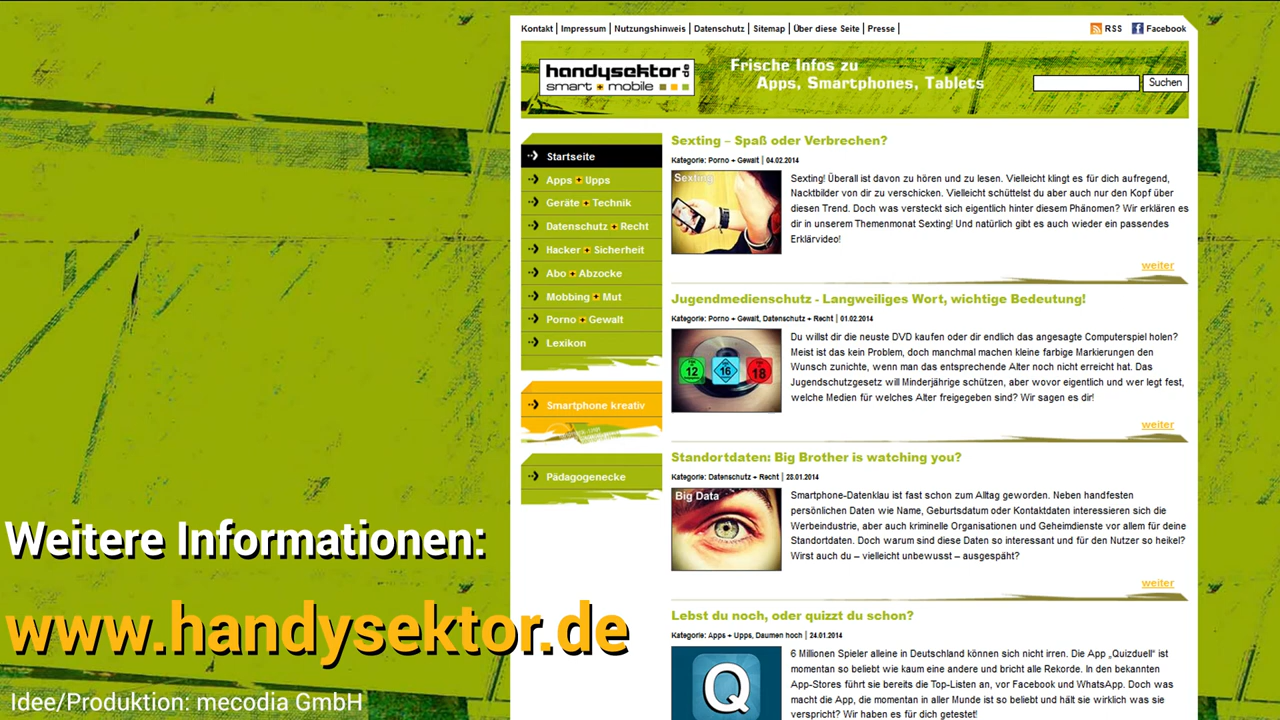 Kontakt | Impressum | Nutzungshinweis | Datenschutz | Sitemap | Über diese Seite | Presse |
RSS Facebook
handysektor.de
smart + mobile
Frische Infos zu
Apps, Smartphones, Tablets
Suchen
Startseite
Apps + Upps
Geräte + Technik
Datenschutz + Recht
Hacker + Sicherheit
Abo + Abzocke
Mobbing + Mut
Porno + Gewalt
Lexikon
Smartphone kreativ
Pädagogenecke
Sexting – Spaß oder Verbrechen?
Kategorie: Porno + Gewalt | 04.02.2014
Sexting
Sexting! Überall ist davon zu hören und zu lesen. Vielleicht klingt es für dich aufregend,
Nacktbilder von dir zu verschicken. Vielleicht schüttelst du aber auch nur den Kopf über
diesen Trend. Doch was versteckt sich eigentlich hinter diesem Phänomen? Wir erklären es
dir in unserem Themenmonat Sexting! Und natürlich gibt es auch wieder ein passendes
Erklärvideo!
weiter
Jugendmedienschutz - Langweiliges Wort, wichtige Bedeutung!
Kategorie: Porno + Gewalt, Datenschutz + Recht | 01.02.2014
12 16 18
Du willst dir die neuste DVD kaufen oder dir endlich das angesagte Computerspiel holen?
Meist ist das kein Problem, doch manchmal machen kleine farbige Markierungen den
Wunsch zunichte, wenn man das entsprechende Alter noch nicht erreicht hat. Das
Jugendschutzgesetz will Minderjährige schützen, aber wovor eigentlich und wer legt fest,
welche Medien für welches Alter freigegeben sind? Wir sagen es dir!
weiter
Standortdaten: Big Brother is watching you?
Kategorie: Datenschutz + Recht | 28.01.2014
Big Data
Smartphone-Datenklau ist fast schon zum Alltag geworden. Neben handfesten
persönlichen Daten wie Name, Geburtsdatum oder Kontaktdaten interessieren sich die
Werbeindustrie, aber auch kriminelle Organisationen und Geheimdienste vor allem für deine
Standortdaten. Doch warum sind diese Daten so interessant und für den Nutzer so heikel?
Wirst auch du – vielleicht unbewusst – ausgespäht?
weiter
Lebst du noch, oder quizzt du schon?
Kategorie: Apps + Upps, Daumen hoch | 24.01.2014
Q
6 Millionen Spieler alleine in Deutschland können sich nicht irren. Die App „Quizduell“ ist
momentan so beliebt wie kaum eine andere und bricht alle Rekorde. In den bekannten
App-Stores führt sie bereits die Top-Listen an, vor Facebook und WhatsApp. Doch was
macht die App, die momentan in aller Munde ist so beliebt und hält sie wirklich was sie
verspricht? Wir haben es für dich getestet!
Weitere Informationen:
www.handysektor.de
Idee/Produktion: mecodia GmbH